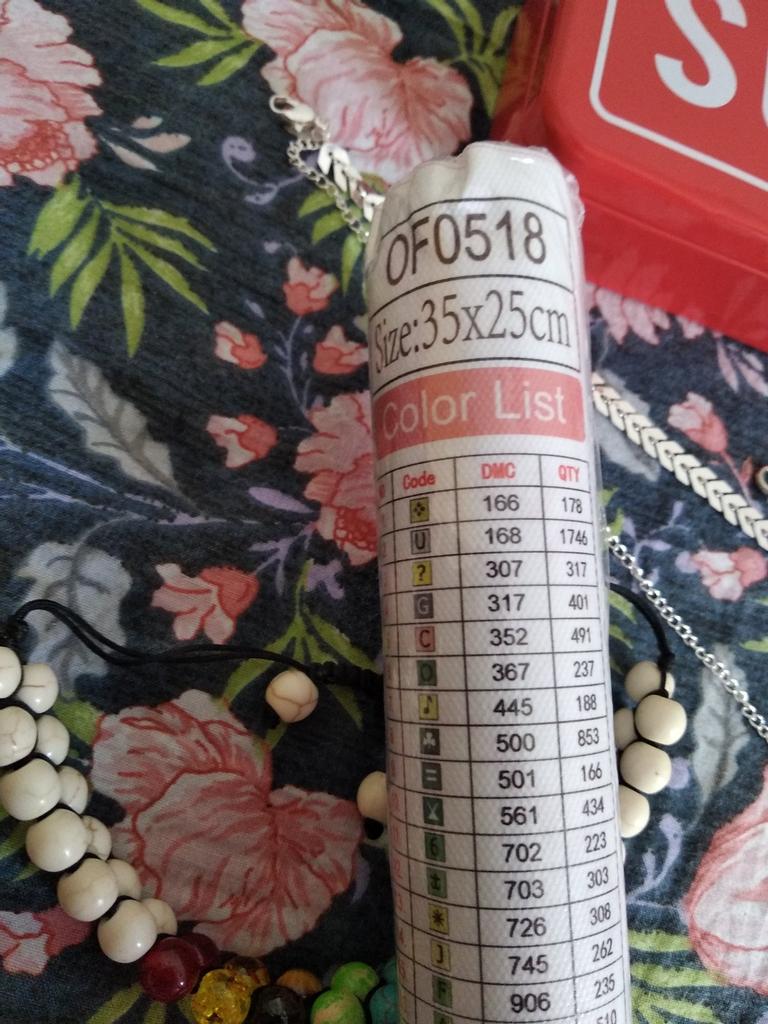 S
OF0518
Size:35x25cm
Color List
Code DMC QTY
166 178
U 168 1746
? 307 317
G 317 401
C 352 491
O 367 237
♪ 445 188
♣ 500 853
= 501 166
561 434
6 702 223
± 703 303
* 726 308
J 745 262
F 906 235
510